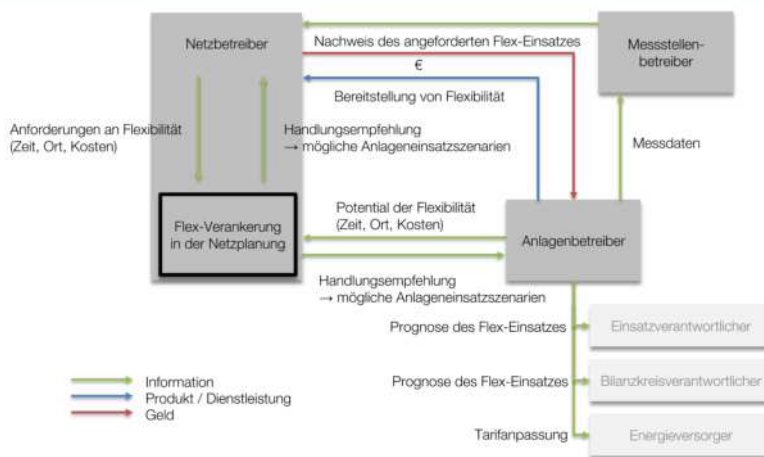 Netzbetreiber
Nachweis des angeforderten Flex-Einsatzes
Messstellen-
betreiber
€
Bereitstellung von Flexibilität
Anforderungen an Flexibilität
(Zeit, Ort, Kosten)
Handlungsempfehlung
→ mögliche Anlageneinsatzszenarien
Messdaten
Flex-Verankerung
in der Netzplanung
Potential der Flexibilität
(Zeit, Ort, Kosten)
Anlagenbetreiber
Handlungsempfehlung
→ mögliche Anlageneinsatzszenarien
Prognose des Flex-Einsatzes
Einsatzverantwortlicher
Prognose des Flex-Einsatzes
Bilanzkreisverantwortlicher
Tarifanpassung
Energieversorger
Information
Produkt / Dienstleistung
Geld